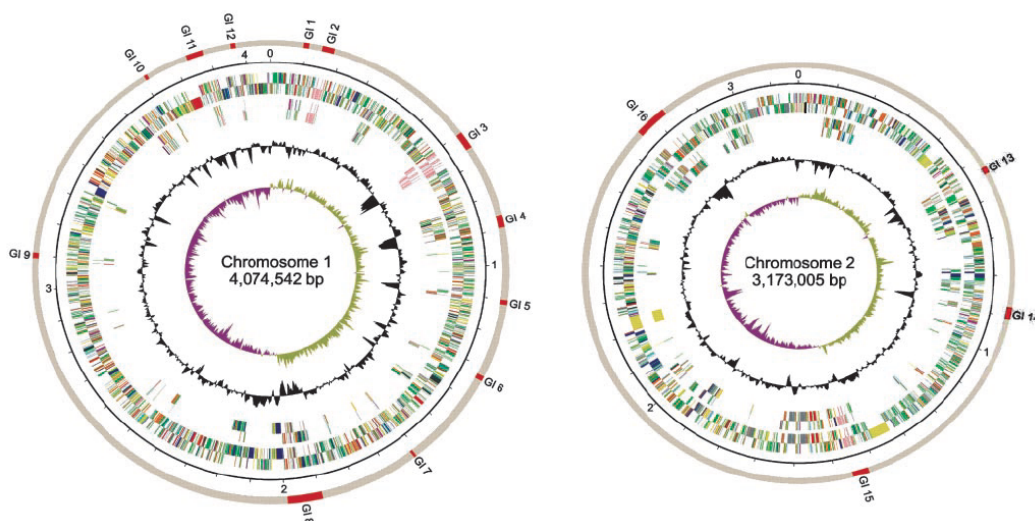 GI 1
GI 2
GI 3
GI 4
GI 5
GI 6
GI 7
GI 8
GI 9
GI 10
GI 11
GI 12
0
1
2
3
4
Chromosome 1
4,074,542 bp
GI 13
GI 14
GI 15
GI 16
0
1
2
3
Chromosome 2
3,173,005 bp